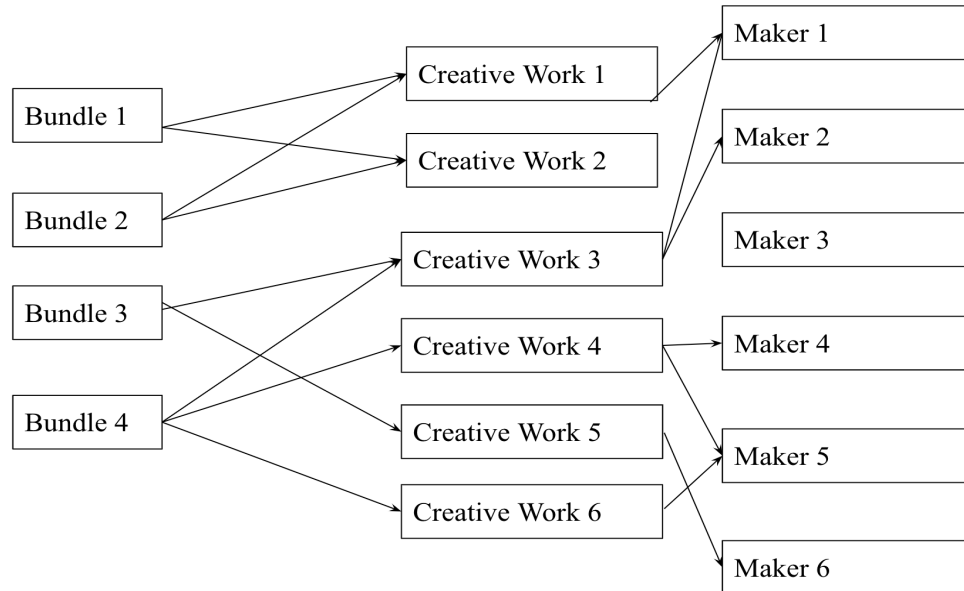 Bundle 1
Bundle 2
Bundle 3
Bundle 4
Creative Work 1
Creative Work 2
Creative Work 3
Creative Work 4
Creative Work 5
Creative Work 6
Maker 1
Maker 2
Maker 3
Maker 4
Maker 5
Maker 6